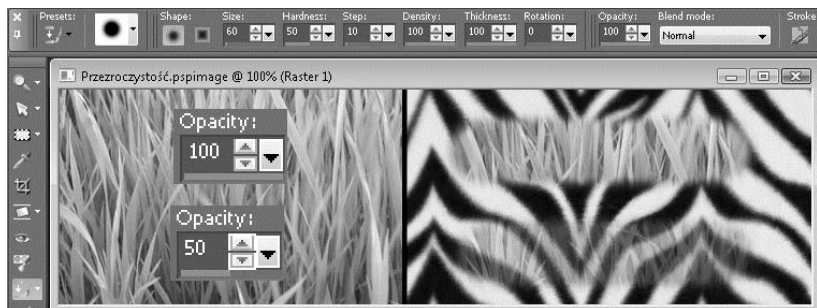 Presets: Shape: Size: Hardness: Step: Density: Thickness: Rotation: Opacity: Blend mode: Stroke
60 50 10 100 100 0 100 Normal
Przezroczystość.pspimage @ 100% (Raster 1)
Opacity:
100
Opacity:
50